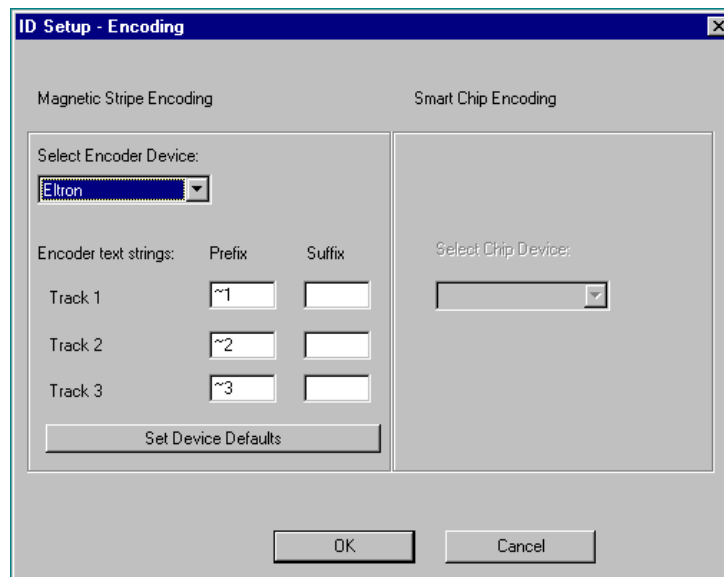 ID Setup - Encoding
Magnetic Stripe Encoding
Smart Chip Encoding
Select Encoder Device:
Eltron
Encoder text strings: Prefix Suffix
Track 1 ~1
Track 2 ~2
Track 3 ~3
Set Device Defaults
Select Chip Device:
OK Cancel